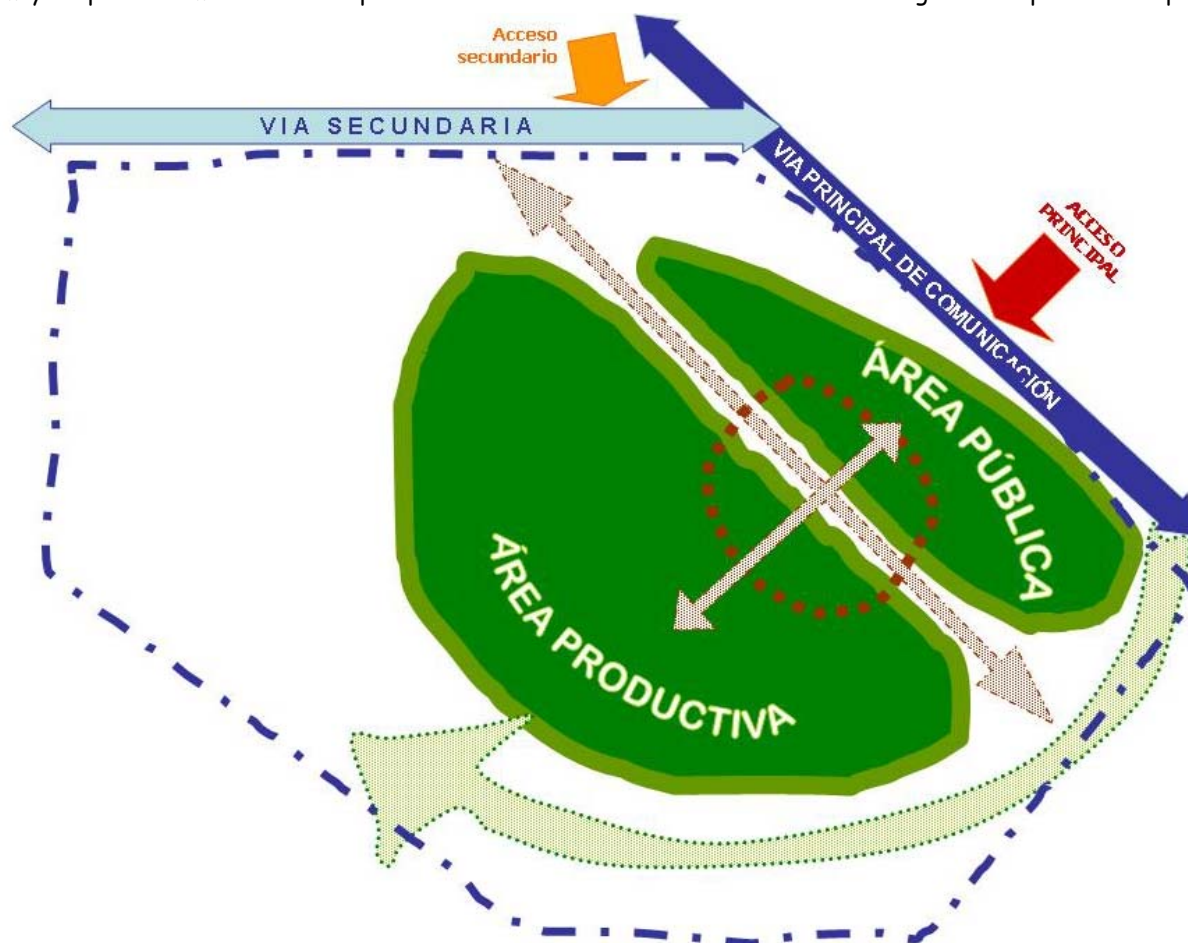 Acceso
secundario
VIA SECUNDARIA
VIA PRINCIPAL DE COMUNICACIÓN
ACCESO
PRINCIPAL
ÁREA PÚBLICA
ÁREA PRODUCTIVA